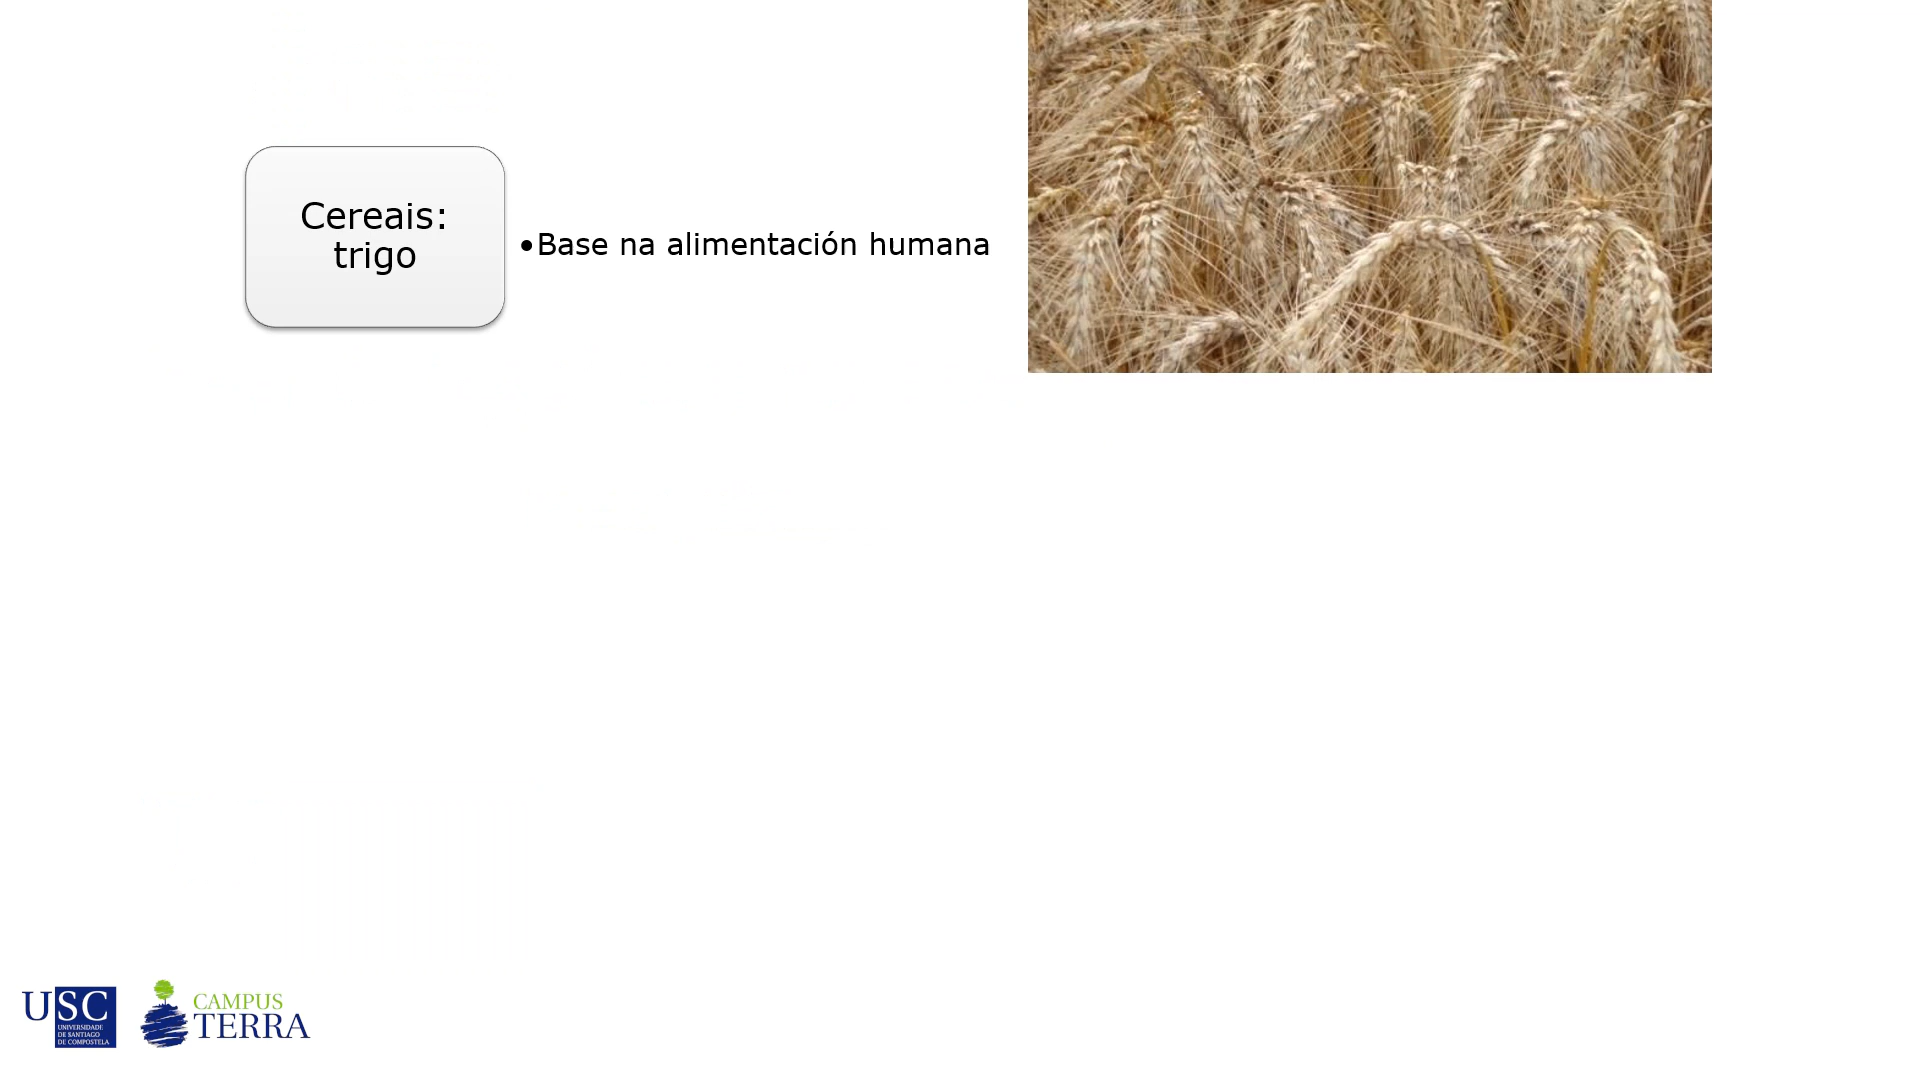 Cereais:
trigo
•Base na alimentación humana
USC
UNIVERSIDADE
DE SANTIAGO
DE COMPOSTELA
CAMPUS
TERRA